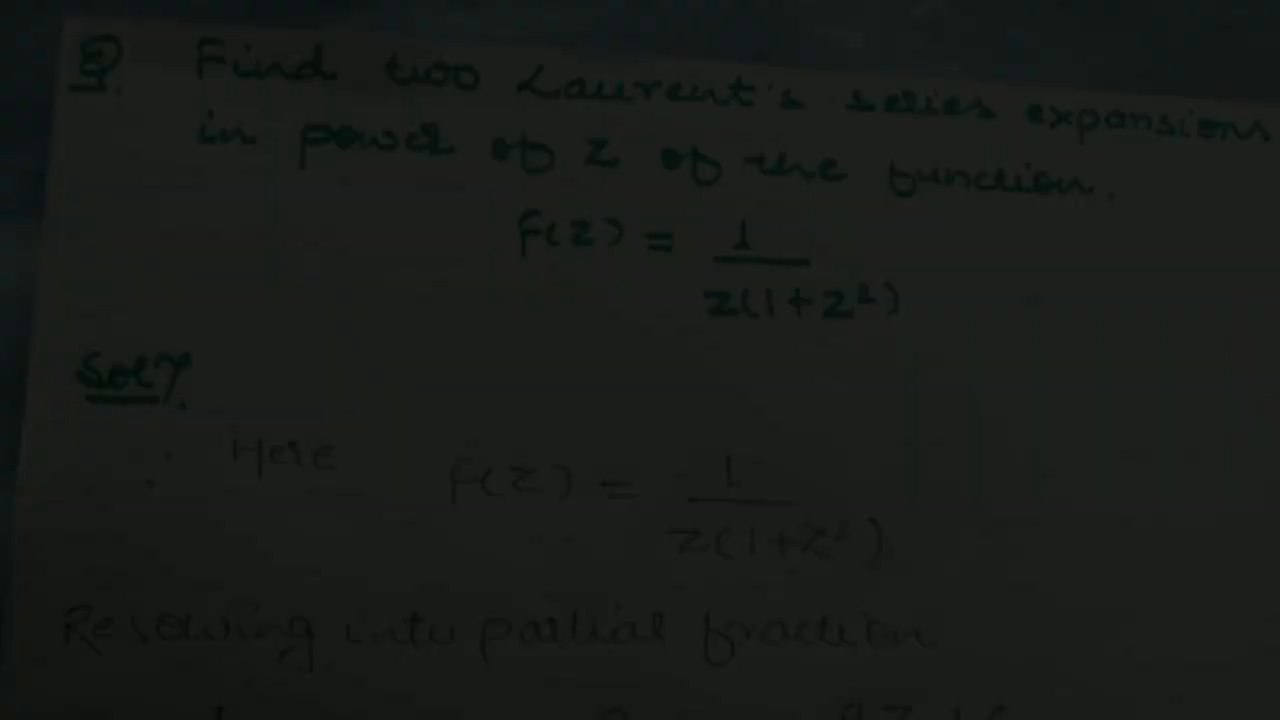 Q. Find two Laurent's series expansions
in power of z of the function.
F(z) = 1 / z(1+z²)
Solⁿ.
Here F(z) = 1 / z(1+z²)
Resolving into partial fraction